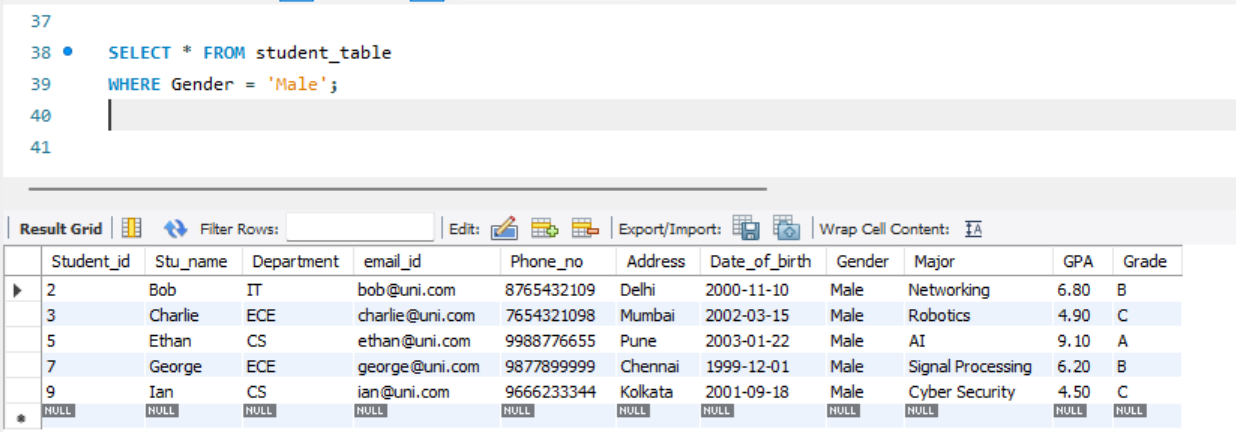 37
38 SELECT * FROM student_table
39 WHERE Gender = 'Male';
40
41
Result Grid Filter Rows: Edit: Export/Import: Wrap Cell Content: IA
Student_id Stu_name Department email_id Phone_no Address Date_of_birth Gender Major GPA Grade
2 Bob IT bob@uni.com 8765432109 Delhi 2000-11-10 Male Networking 6.80 B
3 Charlie ECE charlie@uni.com 7654321098 Mumbai 2002-03-15 Male Robotics 4.90 C
5 Ethan CS ethan@uni.com 9988776655 Pune 2003-01-22 Male AI 9.10 A
7 George ECE george@uni.com 9877899999 Chennai 1999-12-01 Male Signal Processing 6.20 B
9 Ian CS ian@uni.com 9666233344 Kolkata 2001-09-18 Male Cyber Security 4.50 C
NULL NULL NULL NULL NULL NULL NULL NULL NULL NULL NULL